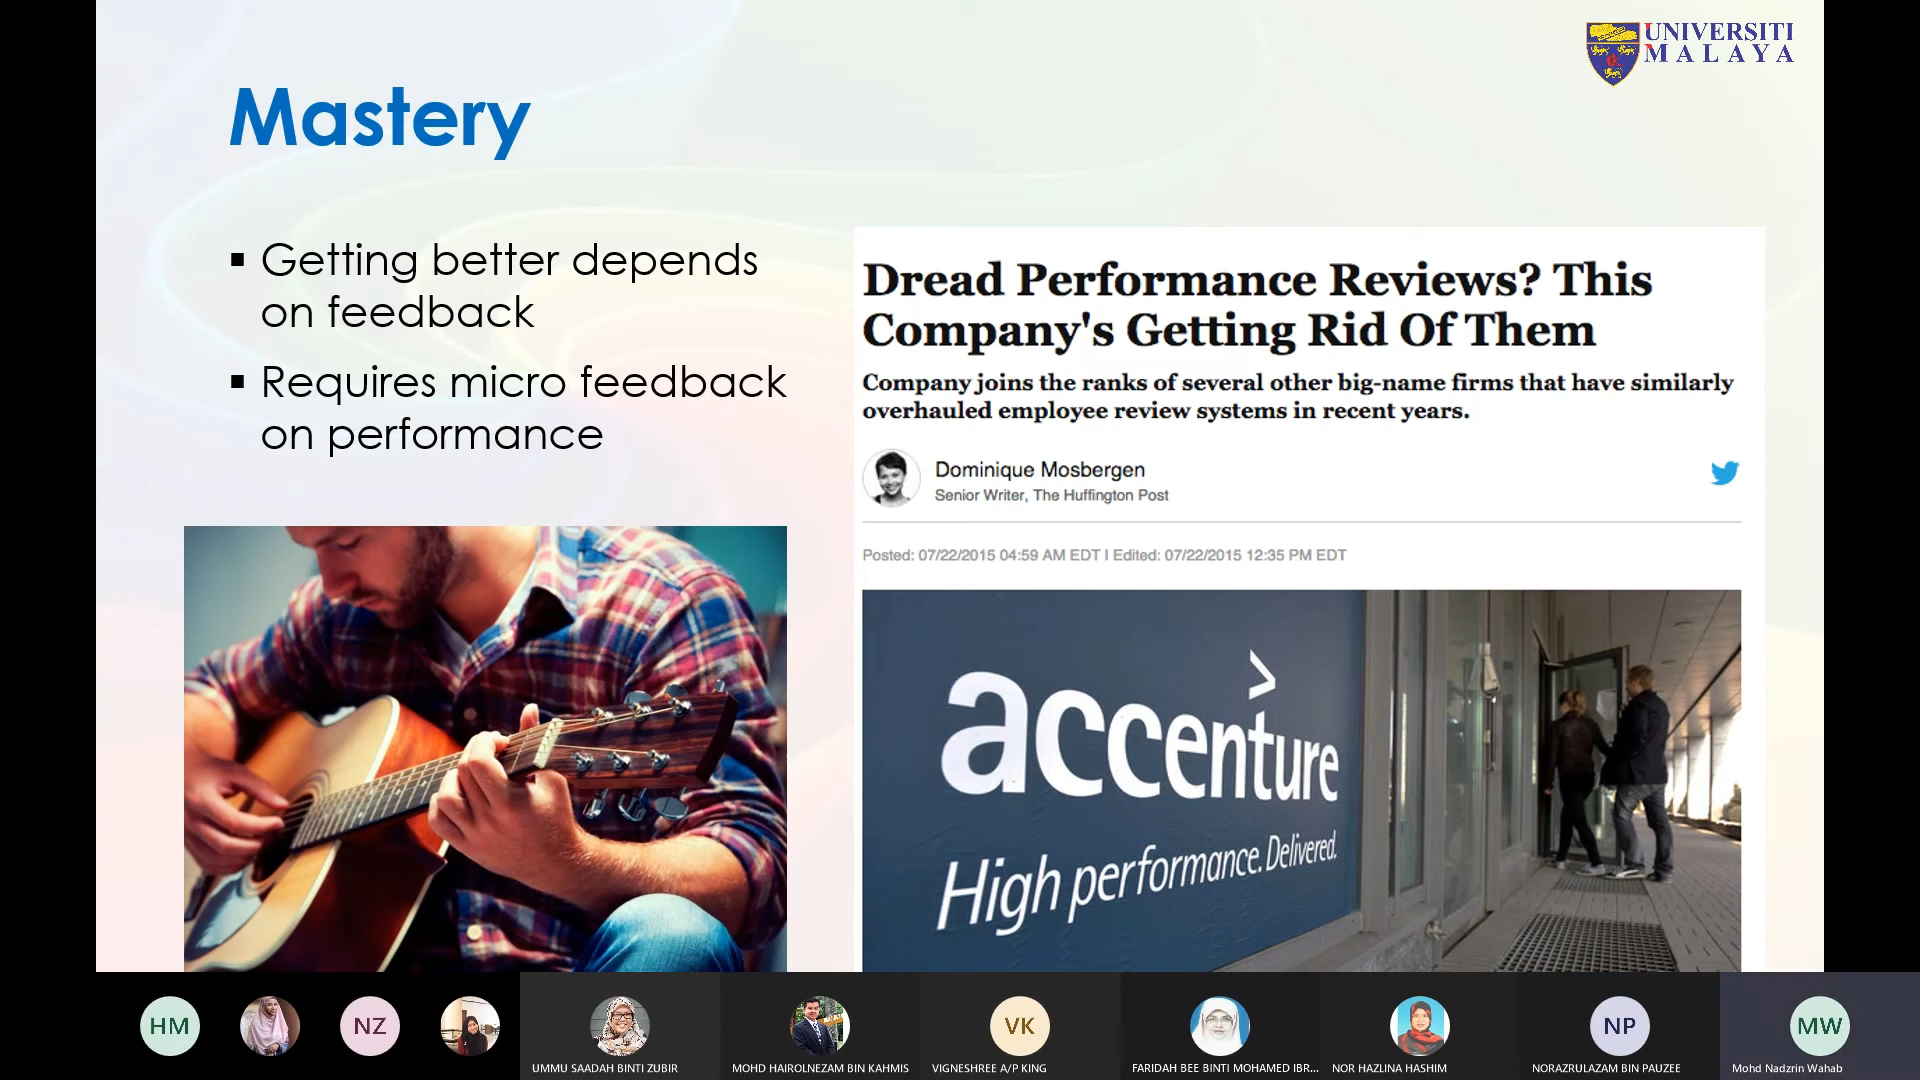 UNIVERSITI
MALAYA
Mastery
▪ Getting better depends
on feedback
▪ Requires micro feedback
on performance
Dread Performance Reviews? This
Company's Getting Rid Of Them
Company joins the ranks of several other big-name firms that have similarly
overhauled employee review systems in recent years.
Dominique Mosbergen
Senior Writer, The Huffington Post
Posted: 07/22/2015 04:59 AM EDT | Edited: 07/22/2015 12:35 PM EDT
>
accenture
High performance. Delivered.
HM
NZ
VK
NP
MW
UMMU SAADAH BINTI ZUBIR
MOHD HAIROLNEZAM BIN KAHMIS
VIGNESHREE A/P KING
FARIDAH BEE BINTI MOHAMED IBR...
NOR HAZLINA HASHIM
NORAZRULAZAM BIN PAUZEE
Mohd Nadzrin Wahab